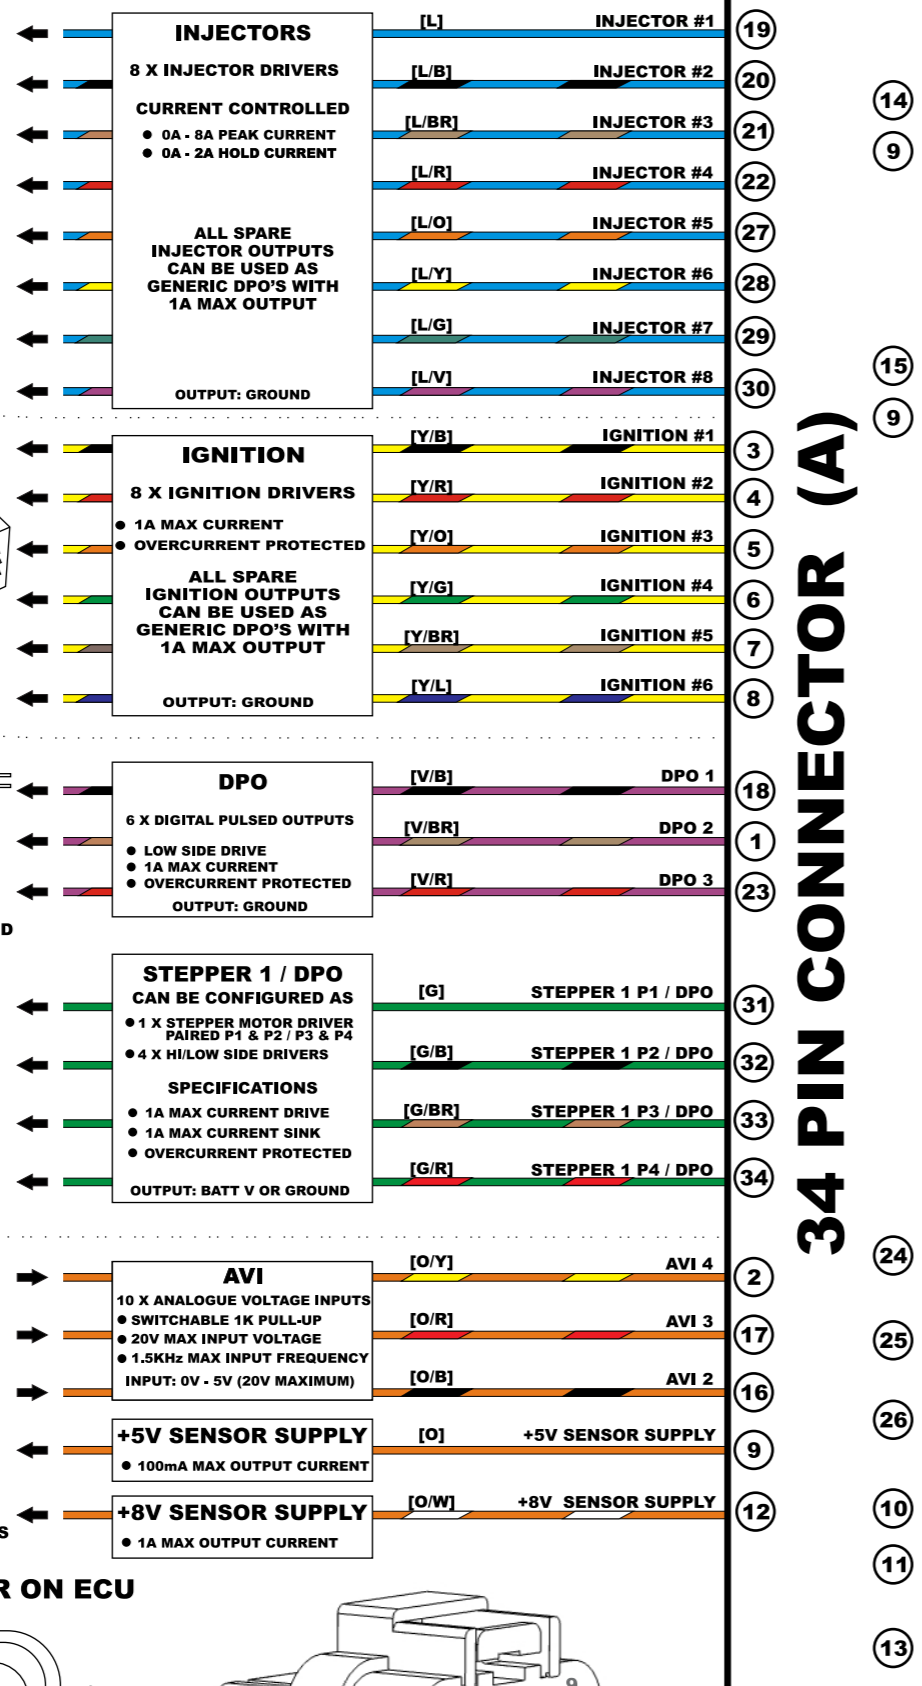 INJECTORS
8 X INJECTOR DRIVERS
CURRENT CONTROLLED
● 0A - 8A PEAK CURRENT
● 0A - 2A HOLD CURRENT
ALL SPARE
INJECTOR OUTPUTS
CAN BE USED AS
GENERIC DPO'S WITH
1A MAX OUTPUT
OUTPUT: GROUND
[L] INJECTOR #1 19
[L/B] INJECTOR #2 20
[L/BR] INJECTOR #3 21
[L/R] INJECTOR #4 22
[L/O] INJECTOR #5 27
[L/Y] INJECTOR #6 28
[L/G] INJECTOR #7 29
[L/V] INJECTOR #8 30
IGNITION
8 X IGNITION DRIVERS
● 1A MAX CURRENT
● OVERCURRENT PROTECTED
ALL SPARE
IGNITION OUTPUTS
CAN BE USED AS
GENERIC DPO'S WITH
1A MAX OUTPUT
OUTPUT: GROUND
[Y/B] IGNITION #1 3
[Y/R] IGNITION #2 4
[Y/O] IGNITION #3 5
[Y/G] IGNITION #4 6
[Y/BR] IGNITION #5 7
[Y/L] IGNITION #6 8
DPO
6 X DIGITAL PULSED OUTPUTS
● LOW SIDE DRIVE
● 1A MAX CURRENT
● OVERCURRENT PROTECTED
OUTPUT: GROUND
[V/B] DPO 1 18
[V/BR] DPO 2 1
[V/R] DPO 3 23
D
STEPPER 1 / DPO
CAN BE CONFIGURED AS
● 1 X STEPPER MOTOR DRIVER
PAIRED P1 & P2 / P3 & P4
● 4 X HI/LOW SIDE DRIVERS
SPECIFICATIONS
● 1A MAX CURRENT DRIVE
● 1A MAX CURRENT SINK
● OVERCURRENT PROTECTED
OUTPUT: BATT V OR GROUND
[G] STEPPER 1 P1 / DPO 31
[G/B] STEPPER 1 P2 / DPO 32
[G/BR] STEPPER 1 P3 / DPO 33
[G/R] STEPPER 1 P4 / DPO 34
AVI
10 X ANALOGUE VOLTAGE INPUTS
● SWITCHABLE 1K PULL-UP
● 20V MAX INPUT VOLTAGE
● 1.5KHz MAX INPUT FREQUENCY
INPUT: 0V - 5V (20V MAXIMUM)
[O/Y] AVI 4 2
[O/R] AVI 3 17
[O/B] AVI 2 16
+5V SENSOR SUPPLY
● 100mA MAX OUTPUT CURRENT
[O] +5V SENSOR SUPPLY 9
+8V SENSOR SUPPLY
● 1A MAX OUTPUT CURRENT
[O/W] +8V SENSOR SUPPLY 12
S
R ON ECU
9
34 PIN CONNECTOR (A)
14
9
15
9
24
25
26
10
11
13